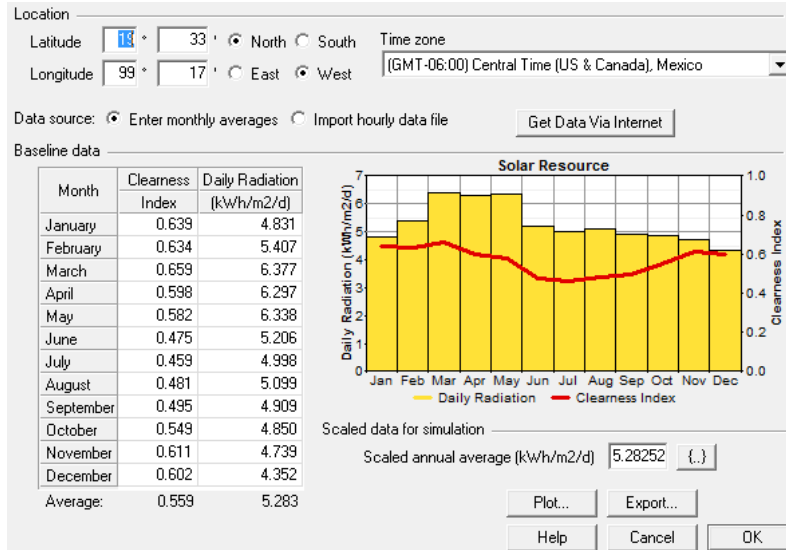 Location
Latitude 19 ° 33 ' North South Time zone
(GMT-06:00) Central Time (US & Canada), Mexico
Longitude 99 ° 17 ' East West
Data source: Enter monthly averages Import hourly data file Get Data Via Internet
Baseline data
Month Clearness Index Daily Radiation (kWh/m2/d)
January 0.639 4.831
February 0.634 5.407
March 0.659 6.377
April 0.598 6.297
May 0.582 6.338
June 0.475 5.206
July 0.459 4.998
August 0.481 5.099
September 0.495 4.909
October 0.549 4.850
November 0.611 4.739
December 0.602 4.352
Average: 0.559 5.283
Solar Resource
Daily Radiation (kWh/m2/d)
7
6
5
4
3
2
1
0
1.0
0.8
0.6
0.4
0.2
0.0
Clearness Index
Jan Feb Mar Apr May Jun Jul Aug Sep Oct Nov Dec
Daily Radiation Clearness Index
Scaled data for simulation
Scaled annual average (kWh/m2/d) 5.28252 {..}
Plot... Export...
Help Cancel OK